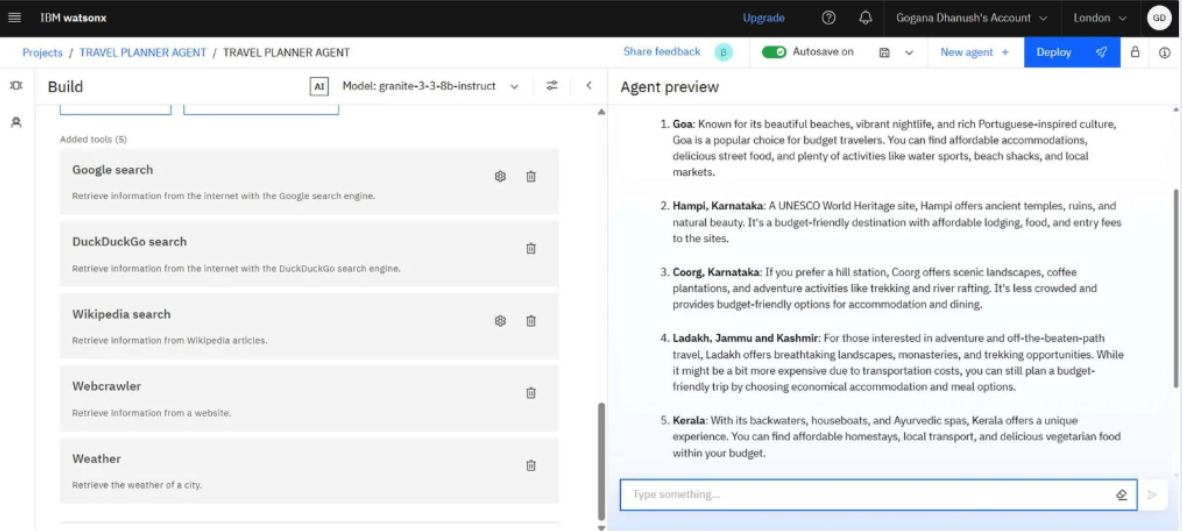 IBM watsonx
Upgrade
Gogana Dhanush's Account
London
GD
Projects / TRAVEL PLANNER AGENT / TRAVEL PLANNER AGENT
Share feedback
β
Autosave on
New agent +
Deploy
Build
AI
Model: granite-3-3-8b-instruct
Added tools (5)
Google search
Retrieve information from the internet with the Google search engine.
DuckDuckGo search
Retrieve information from the internet with the DuckDuckGo search engine.
Wikipedia search
Retrieve information from Wikipedia articles.
Webcrawler
Retrieve information from a website.
Weather
Retrieve the weather of a city.
Agent preview
1. Goa: Known for its beautiful beaches, vibrant nightlife, and rich Portuguese-inspired culture,
Goa is a popular choice for budget travelers. You can find affordable accommodations,
delicious street food, and plenty of activities like water sports, beach shacks, and local
markets.
2. Hampi, Karnataka: A UNESCO World Heritage site, Hampi offers ancient temples, ruins, and
natural beauty. It's a budget-friendly destination with affordable lodging, food, and entry fees
to the sites.
3. Coorg, Karnataka: If you prefer a hill station, Coorg offers scenic landscapes, coffee
plantations, and adventure activities like trekking and river rafting. It's less crowded and
provides budget-friendly options for accommodation and dining.
4. Ladakh, Jammu and Kashmir: For those interested in adventure and off-the-beaten-path
travel, Ladakh offers breathtaking landscapes, monasteries, and trekking opportunities. While
it might be a bit more expensive due to transportation costs, you can still plan a budget-
friendly trip by choosing economical accommodation and meal options.
5. Kerala: With its backwaters, houseboats, and Ayurvedic spas, Kerala offers a unique
experience. You can find affordable homestays, local transport, and delicious vegetarian food
within your budget.
Type something...